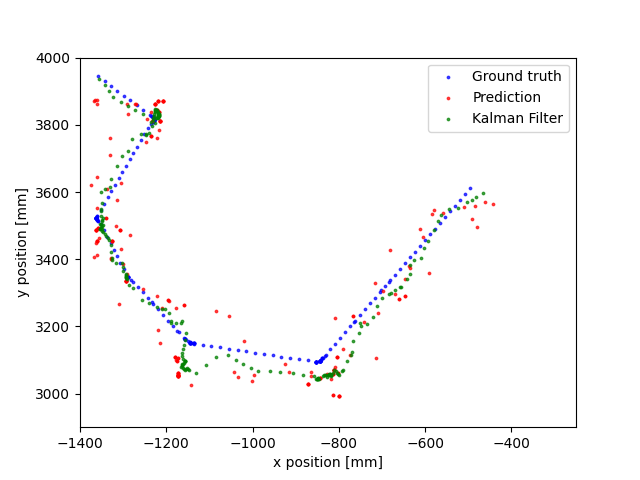 4000
3800
3600
3400
3200
3000
y position [mm]
−1400
−1200
−1000
−800
−600
−400
x position [mm]
Ground truth
Prediction
Kalman Filter